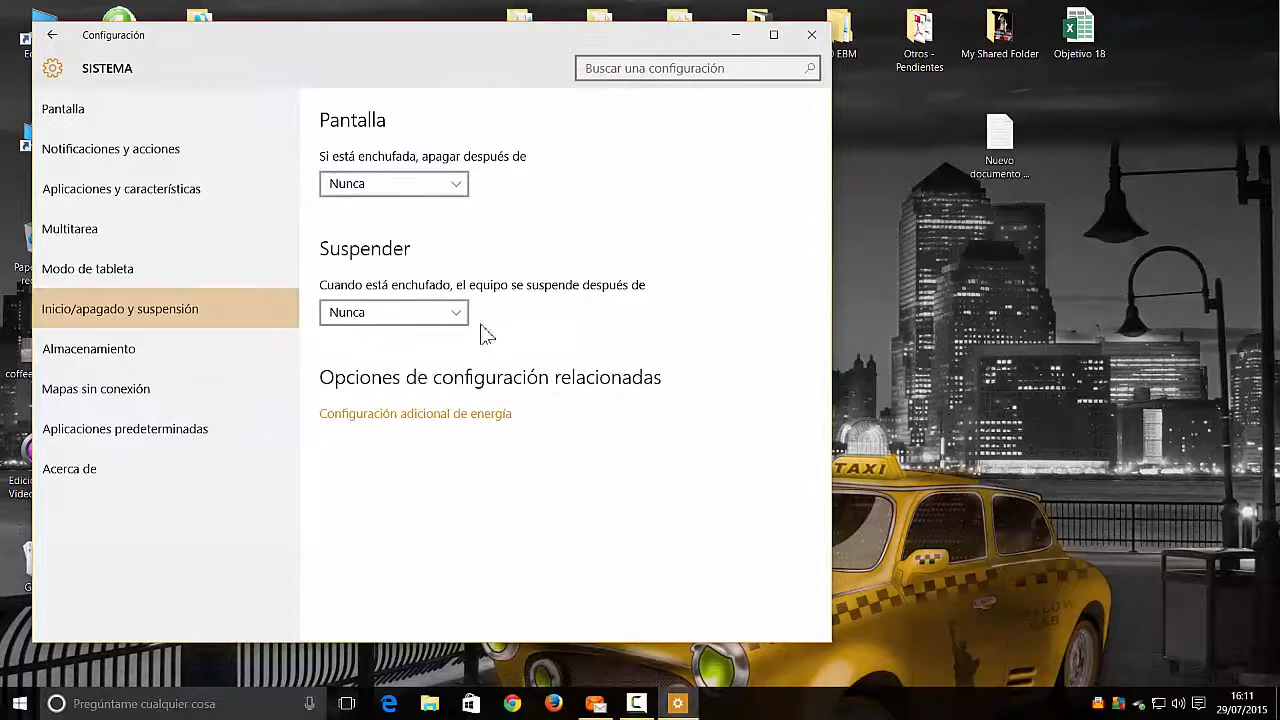 Configuración
SISTEMA
Buscar una configuración
Pantalla
Notificaciones y acciones
Aplicaciones y características
Multitarea
Modo de tableta
Inicio/apagado y suspensión
Almacenamiento
Mapas sin conexión
Aplicaciones predeterminadas
Acerca de
Pantalla
Si está enchufada, apagar después de
Nunca
Suspender
Cuando está enchufado, el equipo se suspende después de
Nunca
Opciones de configuración relacionadas
Configuración adicional de energía
EBM
Otros -
Pendientes
My Shared Folder
Objetivo 18
Nuevo
documento ...
coffee
Edici
Víde
TAXI
Pregúntame cualquier cosa
16:11
29/07/2015